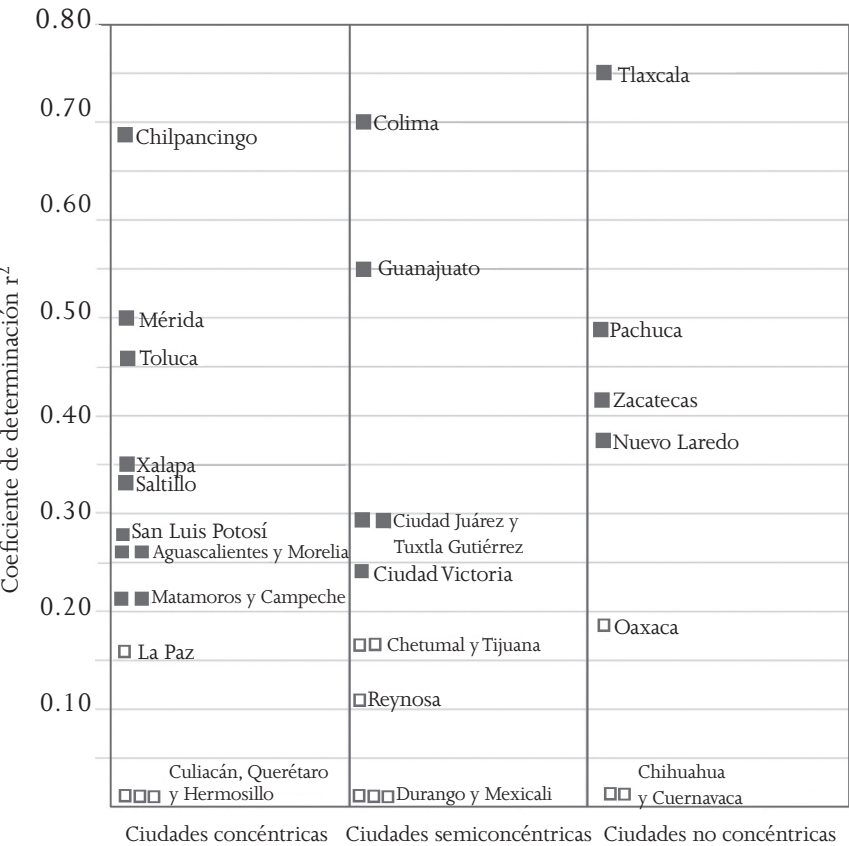 Coeficiente de determinación r²
0.80
0.70
0.60
0.50
0.40
0.30
0.20
0.10
Chilpancingo
Mérida
Toluca
Xalapa
Saltillo
San Luis Potosí
Aguascalientes y Morelia
Matamoros y Campeche
La Paz
Culiacán, Querétaro
y Hermosillo
Colima
Guanajuato
Ciudad Juárez y
Tuxtla Gutiérrez
Ciudad Victoria
Chetumal y Tijuana
Reynosa
Durango y Mexicali
Tlaxcala
Pachuca
Zacatecas
Nuevo Laredo
Oaxaca
Chihuahua
y Cuernavaca
Ciudades concéntricas
Ciudades semiconcéntricas
Ciudades no concéntricas